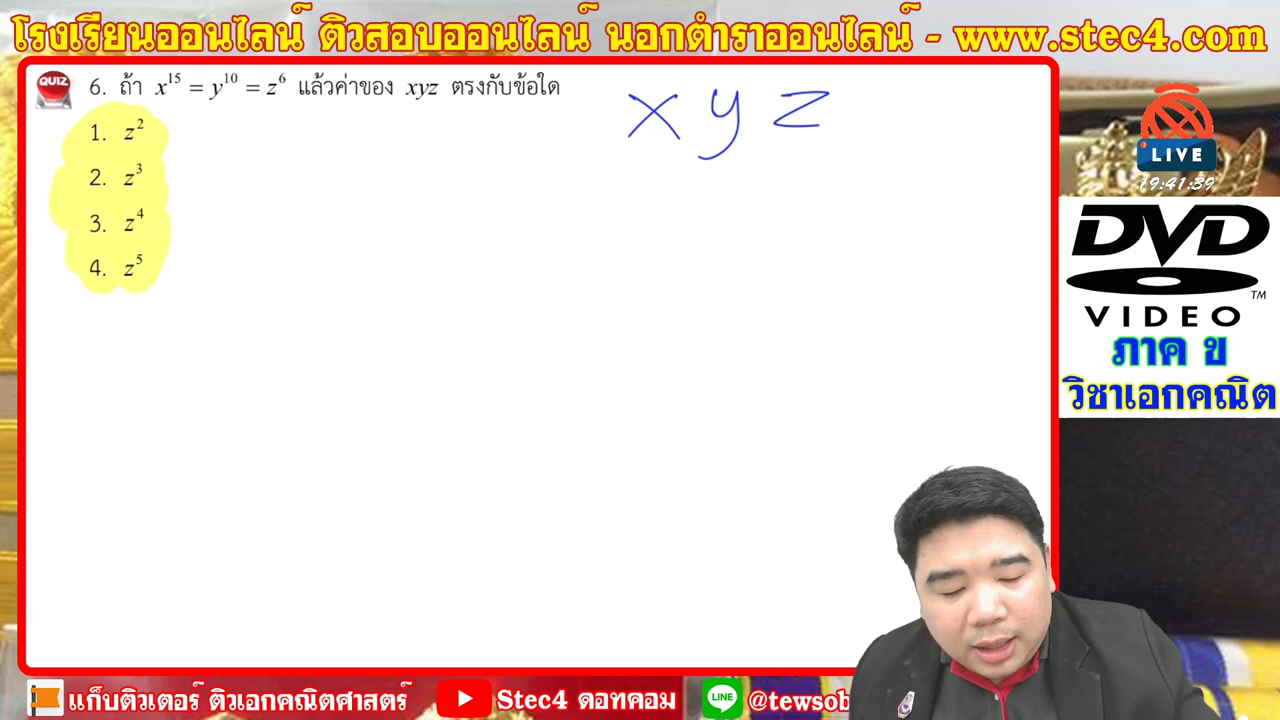 โรงเรียนออนไลน์ ติวสอบออนไลน์ นอกตำราออนไลน์ - www.stec4.com
QUIZ
6. ถ้า x¹⁵ = y¹⁰ = z⁶ แล้วค่าของ xyz ตรงกับข้อใด
x y z
1. z²
2. z³
3. z⁴
4. z⁵
LIVE
19:41:39
DVD
TM
VIDEO
ภาค ข
วิชาเอกคณิต
แก๊บติวเตอร์ ติวเอกคณิตศาสตร์
Stec4 ดอทคอม
LINE
@tewsob